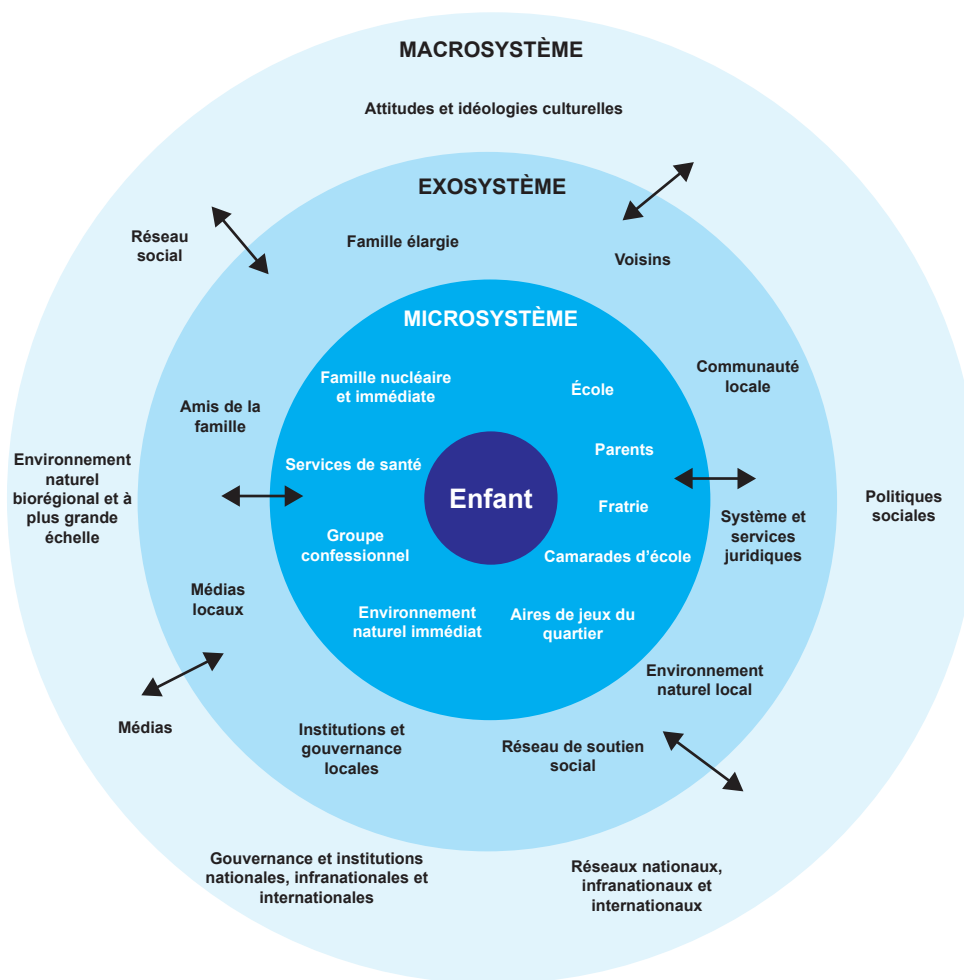 MACROSYSTÈME
Attitudes et idéologies culturelles
EXOSYSTÈME
Réseau
social
Famille élargie
Voisins
MICROSYSTÈME
Famille nucléaire
et immédiate
École
Communauté
locale
Amis de la
famille
Services de santé
Parents
Environnement
naturel
biorégional et à
plus grande
échelle
Enfant
Fratrie
Politiques
sociales
Système et
services
juridiques
Groupe
confessionnel
Camarades d'école
Médias
locaux
Environnement
naturel immédiat
Aires de jeux du
quartier
Environnement
naturel local
Médias
Institutions et
gouvernance
locales
Réseau de soutien
social
Gouvernance et institutions
nationales, infranationales et
internationales
Réseaux nationaux,
infranationaux et
internationaux